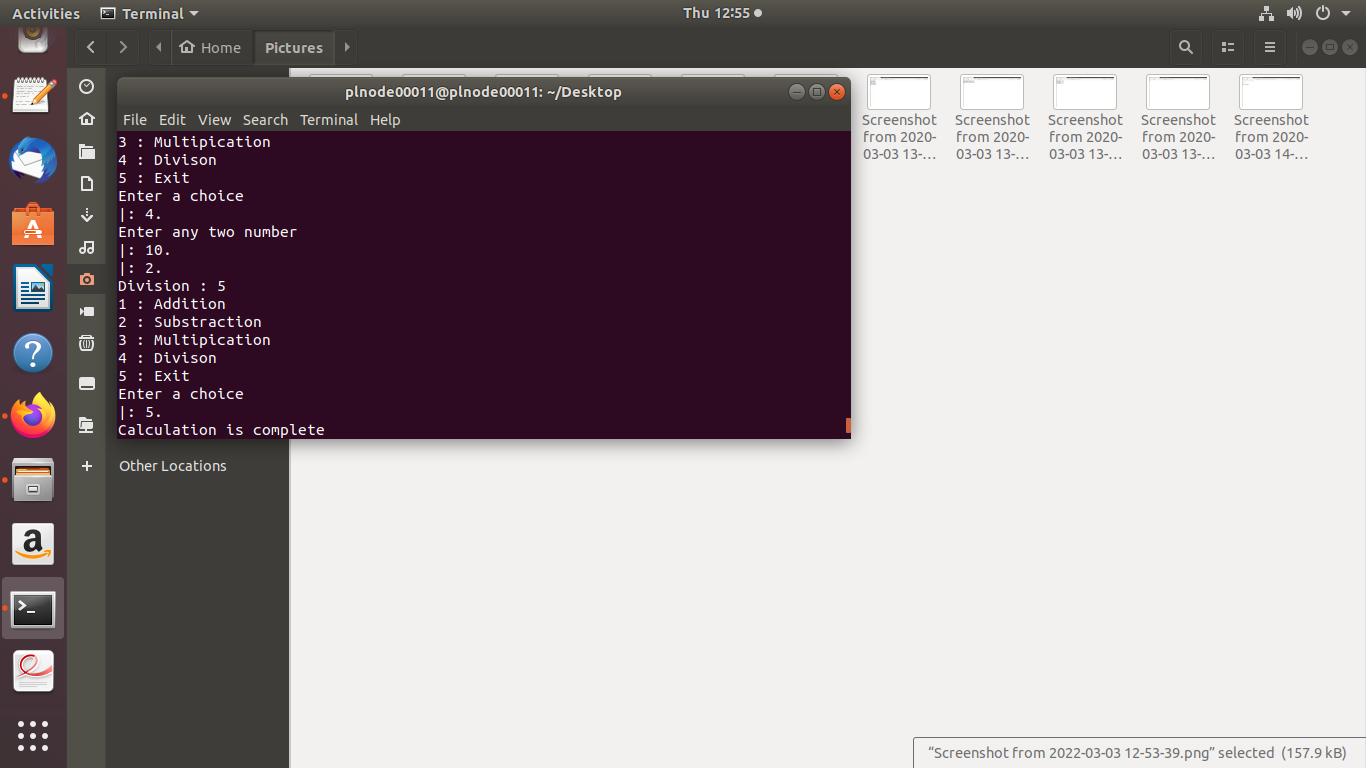 Activities
Terminal
Thu 12:55
Home
Pictures
plnode00011@plnode00011: ~/Desktop
File Edit View Search Terminal Help
3 : Multipication
4 : Divison
5 : Exit
Enter a choice
|: 4.
Enter any two number
|: 10.
|: 2.
Division : 5
1 : Addition
2 : Substraction
3 : Multipication
4 : Divison
5 : Exit
Enter a choice
|: 5.
Calculation is complete
Screenshot
from 2020-
03-03 13-…
Screenshot
from 2020-
03-03 13-…
Screenshot
from 2020-
03-03 13-…
Screenshot
from 2020-
03-03 13-…
Screenshot
from 2020-
03-03 14-…
Other Locations
“Screenshot from 2022-03-03 12-53-39.png” selected (157.9 kB)